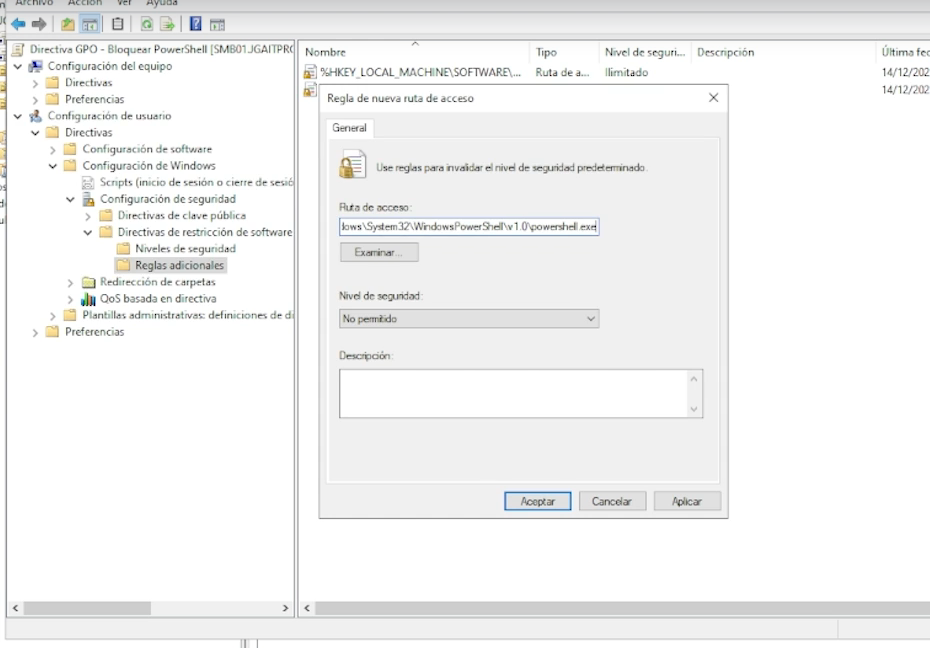 Archivo Acción Ver Ayuda
Directiva GPO - Bloquear PowerShell [SMB01.JGAITPRO
Configuración del equipo
Directivas
Preferencias
Configuración de usuario
Directivas
Configuración de software
Configuración de Windows
Scripts (inicio de sesión o cierre de sesió
Configuración de seguridad
Directivas de clave pública
Directivas de restricción de software
Niveles de seguridad
Reglas adicionales
Redirección de carpetas
QoS basada en directiva
Plantillas administrativas: definiciones de di
Preferencias
Nombre Tipo Nivel de seguri... Descripción Última fec
%HKEY_LOCAL_MACHINE\SOFTWARE\... Ruta de a... Ilimitado 14/12/202
14/12/202
Regla de nueva ruta de acceso
General
Use reglas para invalidar el nivel de seguridad predeterminado.
Ruta de acceso:
lows\System32\WindowsPowerShell\v1.0\powershell.exe
Examinar...
Nivel de seguridad:
No permitido
Descripción:
Aceptar Cancelar Aplicar